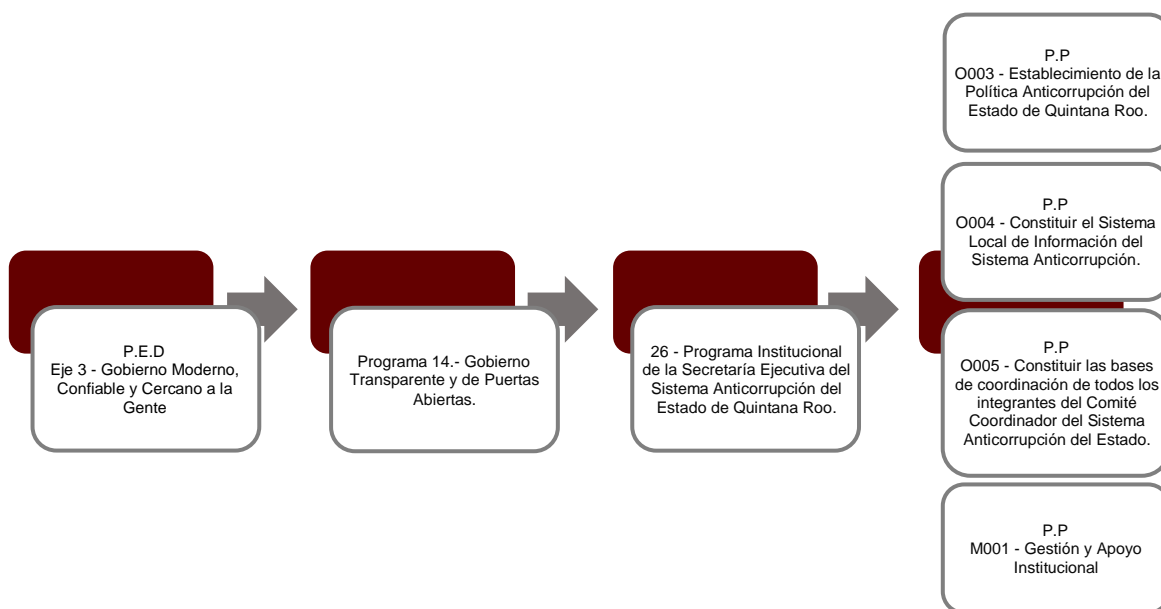 P.E.D
Eje 3 - Gobierno Moderno,
Confiable y Cercano a la
Gente
Programa 14.- Gobierno
Transparente y de Puertas
Abiertas.
26 - Programa Institucional
de la Secretaría Ejecutiva del
Sistema Anticorrupción del
Estado de Quintana Roo.
P.P
O003 - Establecimiento de la
Política Anticorrupción del
Estado de Quintana Roo.
P.P
O004 - Constituir el Sistema
Local de Información del
Sistema Anticorrupción.
P.P
O005 - Constituir las bases
de coordinación de todos los
integrantes del Comité
Coordinador del Sistema
Anticorrupción del Estado.
P.P
M001 - Gestión y Apoyo
Institucional